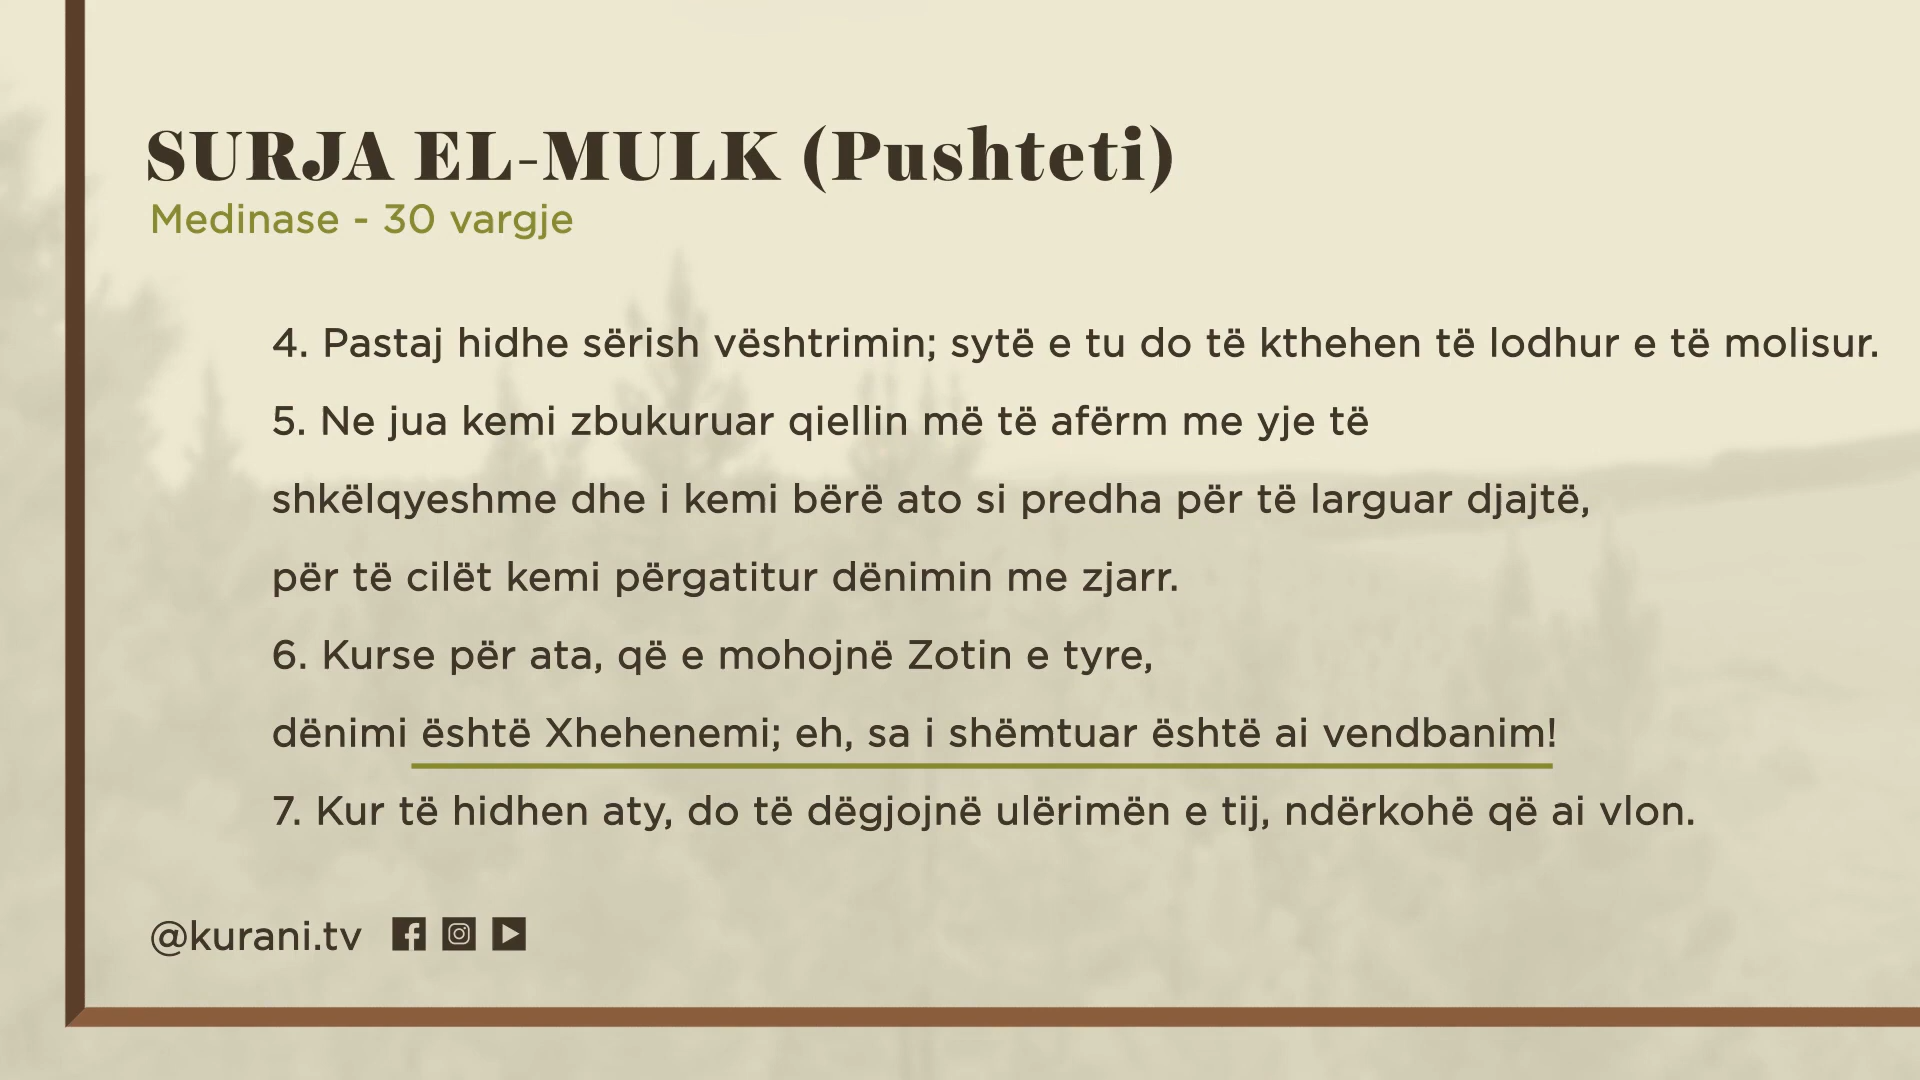 SURJA EL-MULK (Pushteti)
Medinase - 30 vargje
4. Pastaj hidhe sërish vështrimin; sytë e tu do të kthehen të lodhur e të molisur.
5. Ne jua kemi zbukuruar qiellin më të afërm me yje të
shkëlqyeshme dhe i kemi bërë ato si predha për të larguar djajtë,
për të cilët kemi përgatitur dënimin me zjarr.
6. Kurse për ata, që e mohojnë Zotin e tyre,
dënimi është Xhehenemi; eh, sa i shëmtuar është ai vendbanim!
7. Kur të hidhen aty, do të dëgjojnë ulërimën e tij, ndërkohë që ai vlon.
@kurani.tv